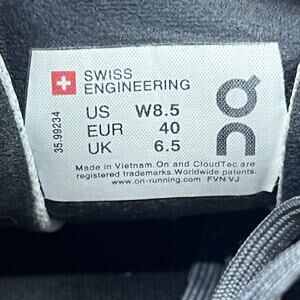 SWISS
ENGINEERING
US W8.5
EUR 40
UK 6.5
35.99234
Made in Vietnam.On and CloudTec are
registered trademarks.Worldwide patents.
www.on-running.com FVN VJ